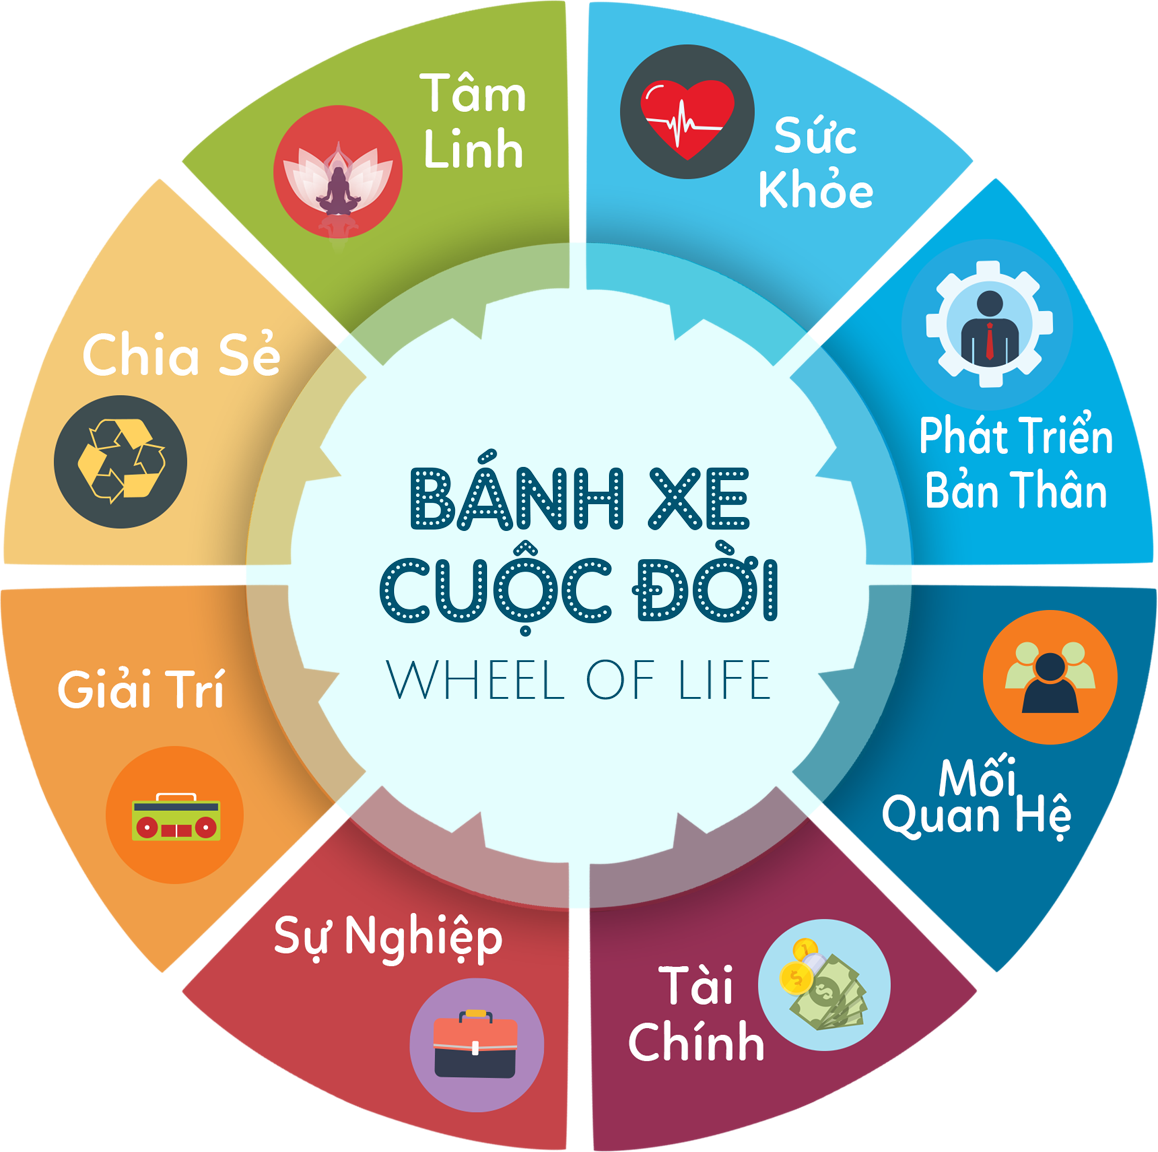 Tâm
Linh
Sức
Khỏe
Phát Triển
Bản Thân
Mối
Quan Hệ
Tài
Chính
Sự Nghiệp
Giải Trí
Chia Sẻ
BÁNH XE
CUỘC ĐỜI
WHEEL OF LIFE